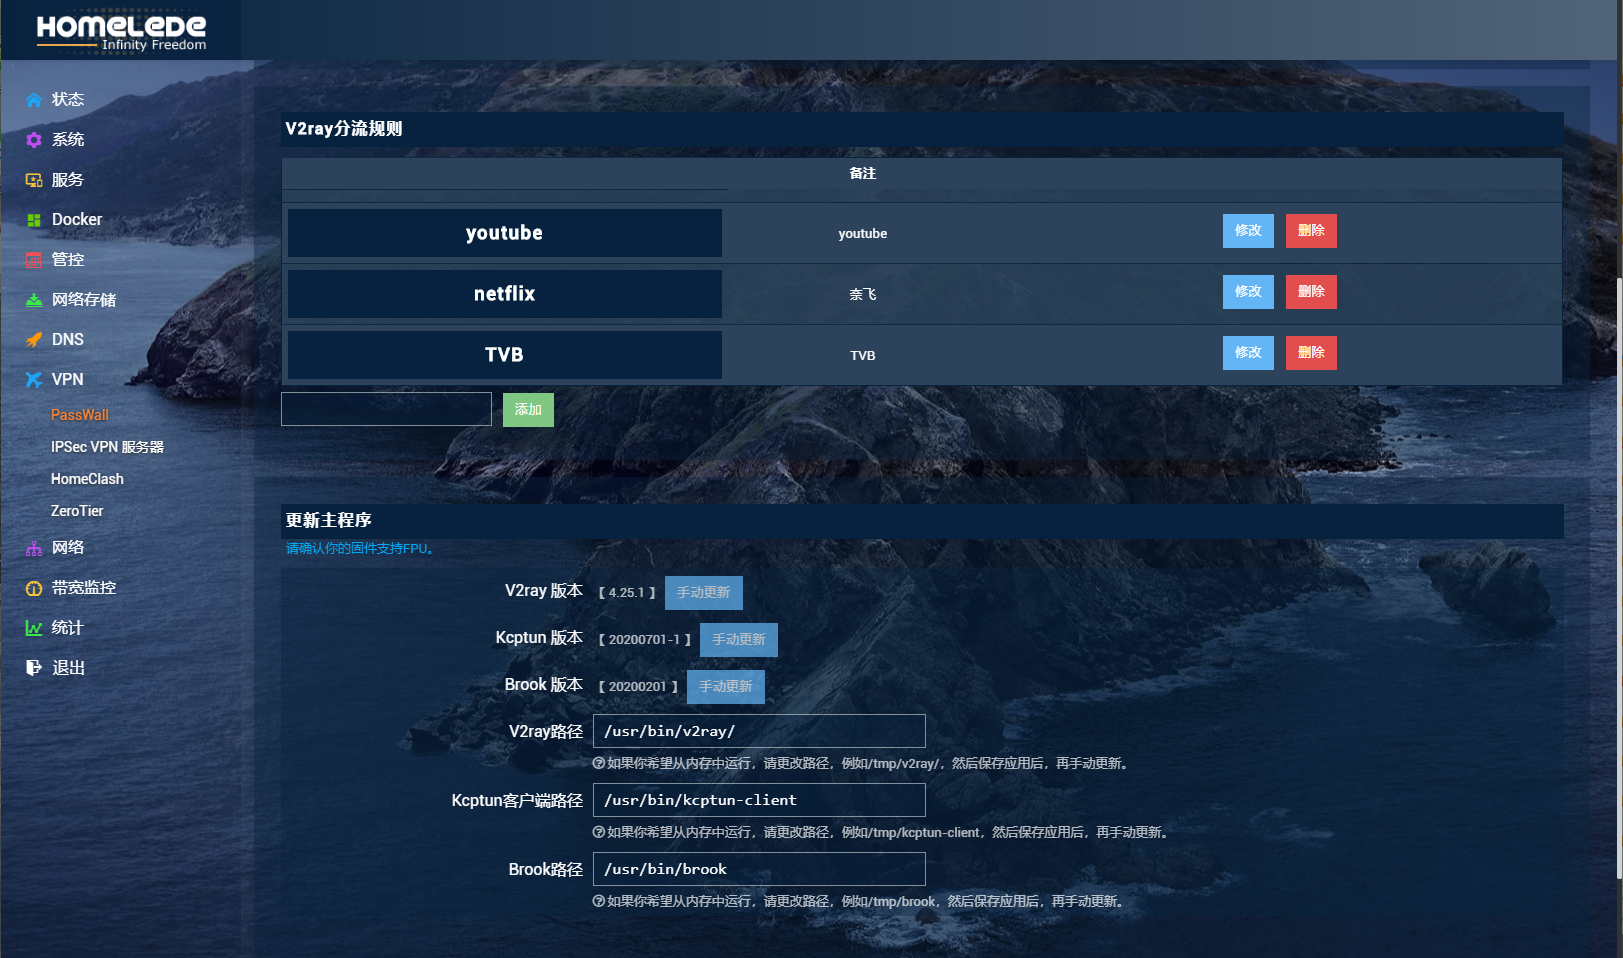 HOMELEDE
Infinity Freedom
状态
系统
服务
Docker
管控
网络存储
DNS
VPN
PassWall
IPSec VPN 服务器
HomeClash
ZeroTier
网络
带宽监控
统计
退出
V2ray分流规则
备注
youtube youtube 修改 删除
netflix 奈飞 修改 删除
TVB TVB 修改 删除
添加
更新主程序
请确认你的固件支持FPU。
V2ray 版本 【 4.25.1 】 手动更新
Kcptun 版本 【 20200701-1 】 手动更新
Brook 版本 【 20200201 】 手动更新
V2ray路径 /usr/bin/v2ray/
如果你希望从内存中运行，请更改路径，例如/tmp/v2ray/，然后保存应用后，再手动更新。
Kcptun客户端路径 /usr/bin/kcptun-client
如果你希望从内存中运行，请更改路径，例如/tmp/kcptun-client，然后保存应用后，再手动更新。
Brook路径 /usr/bin/brook
如果你希望从内存中运行，请更改路径，例如/tmp/brook，然后保存应用后，再手动更新。